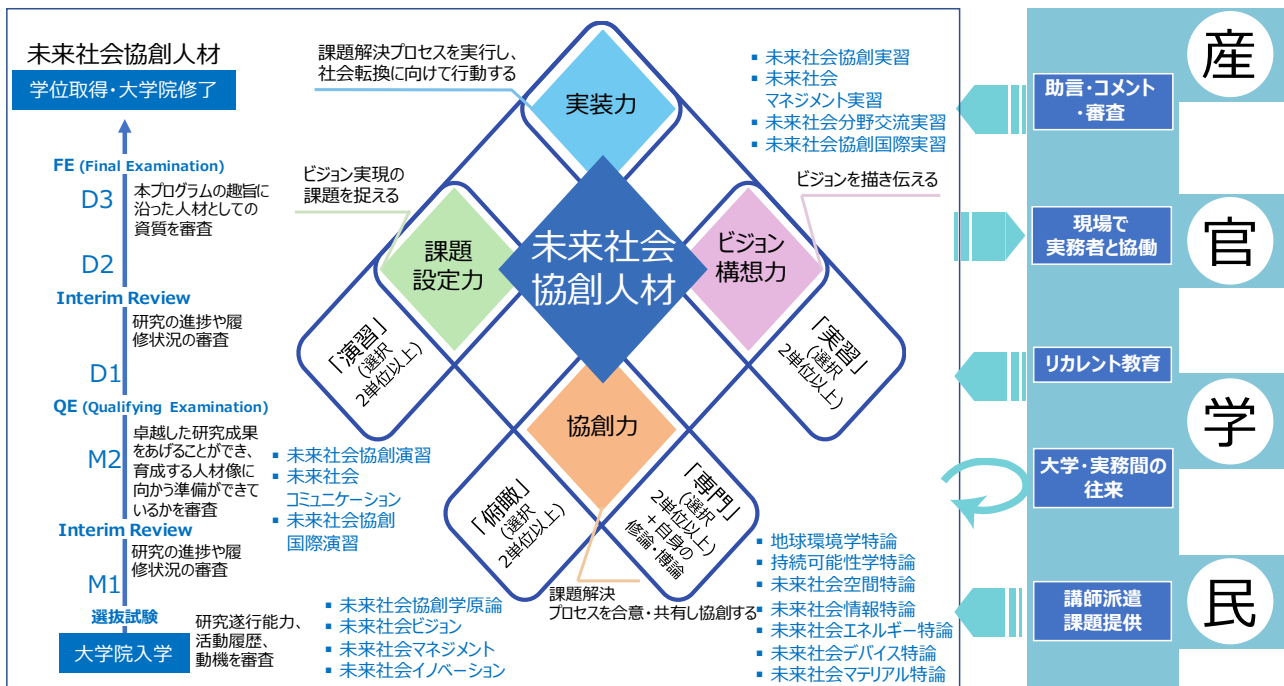 未来社会協創人材
学位取得・大学院修了
FE (Final Examination)
D3
本プログラムの趣旨に
沿った人材としての
資質を審査
D2
Interim Review
研究の進捗や履
修状況の審査
D1
QE (Qualifying Examination)
卓越した研究成果
をあげることができ、
育成する人材像に
向かう準備ができて
いるかを審査
M2
Interim Review
研究の進捗や履
修状況の審査
M1
選抜試験
大学院入学
研究遂行能力、
活動履歴、
動機を審査
課題解決プロセスを実行し、
社会転換に向けて行動する
実装力
ビジョン実現の
課題を捉える
課題
設定力
未来社会
協創人材
ビジョンを描き伝える
ビジョン
構想力
協創力
課題解決
プロセスを合意・共有し協創する
「演習」
(選択
2単位以上)
「実習」
(選択
2単位以上)
「俯瞰」
(選択
2単位以上)
「専門」
(選択
2単位以上)
+自身の
修論・博論
▪ 未来社会協創実習
▪ 未来社会
マネジメント実習
▪ 未来社会分野交流実習
▪ 未来社会協創国際実習
▪ 未来社会協創演習
▪ 未来社会
コミュニケーション
▪ 未来社会協創
国際演習
▪ 未来社会協創学原論
▪ 未来社会ビジョン
▪ 未来社会マネジメント
▪ 未来社会イノベーション
▪ 地球環境学特論
▪ 持続可能性学特論
▪ 未来社会空間特論
▪ 未来社会情報特論
▪ 未来社会エネルギー特論
▪ 未来社会デバイス特論
▪ 未来社会マテリアル特論
助言・コメント
・審査
現場で
実務者と協働
リカレント教育
大学・実務間の
往来
講師派遣
課題提供
産
官
学
民